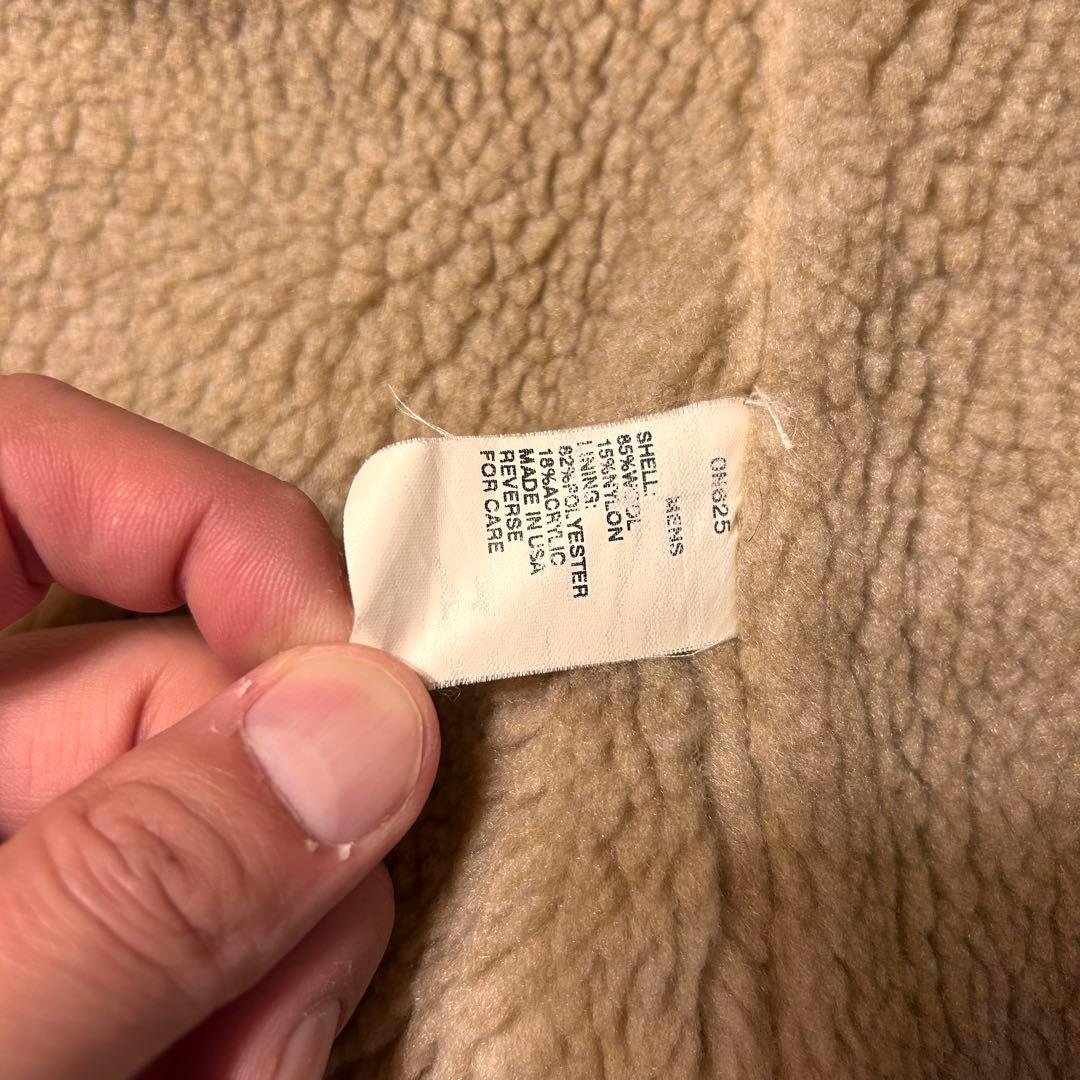 0N625
MENS
SHELL:
85%WOOL
15%NYLON
LINING:
82%POLYESTER
18%ACRYLIC
MADE IN USA
REVERSE
FOR CARE